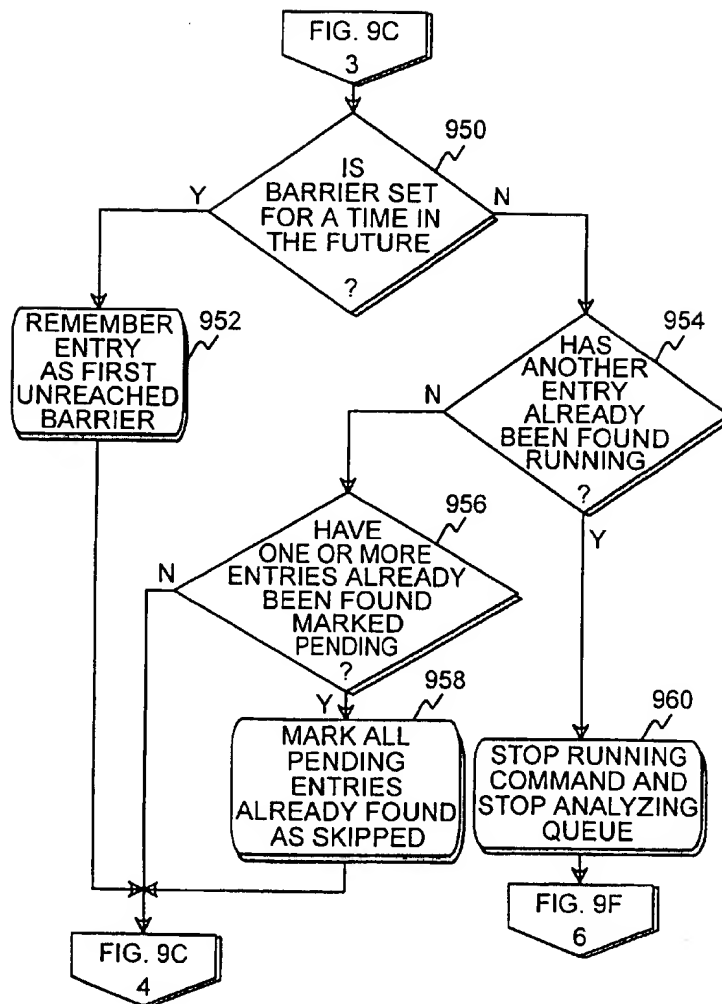 FIG. 9C
3
950
IS
BARRIER SET
FOR A TIME IN
THE FUTURE
?
Y
N
REMEMBER
ENTRY
AS FIRST
UNREACHED
BARRIER
952
954
HAS
ANOTHER
ENTRY
ALREADY
BEEN FOUND
RUNNING
?
N
Y
956
HAVE
ONE OR MORE
ENTRIES ALREADY
BEEN FOUND
MARKED
PENDING
?
N
Y
958
MARK ALL
PENDING
ENTRIES
ALREADY FOUND
AS SKIPPED
960
STOP RUNNING
COMMAND AND
STOP ANALYZING
QUEUE
FIG. 9F
6
FIG. 9C
4